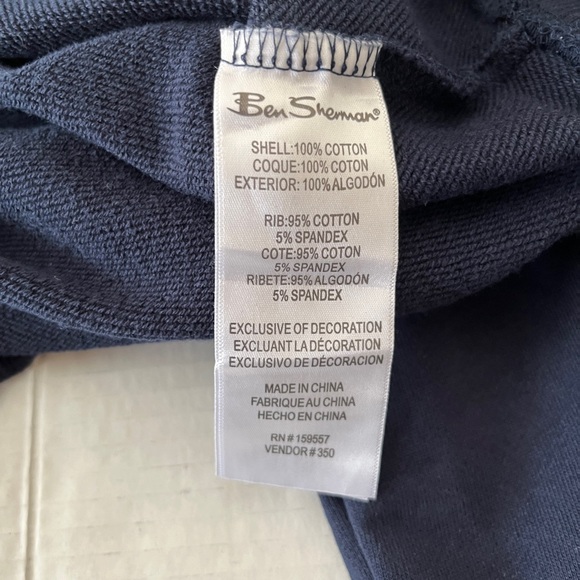 Ben Sherman®
SHELL:100% COTTON
COQUE:100% COTON
EXTERIOR:100% ALGODÓN
RIB:95% COTTON
5% SPANDEX
COTE:95% COTON
5% SPANDEX
RIBETE:95% ALGODÓN
5% SPANDEX
EXCLUSIVE OF DECORATION
EXCLUANT LA DÉCORATION
EXCLUSIVO DE DÉCORACION
MADE IN CHINA
FABRIQUE AU CHINA
HECHO EN CHINA
RN # 159557
VENDOR # 350